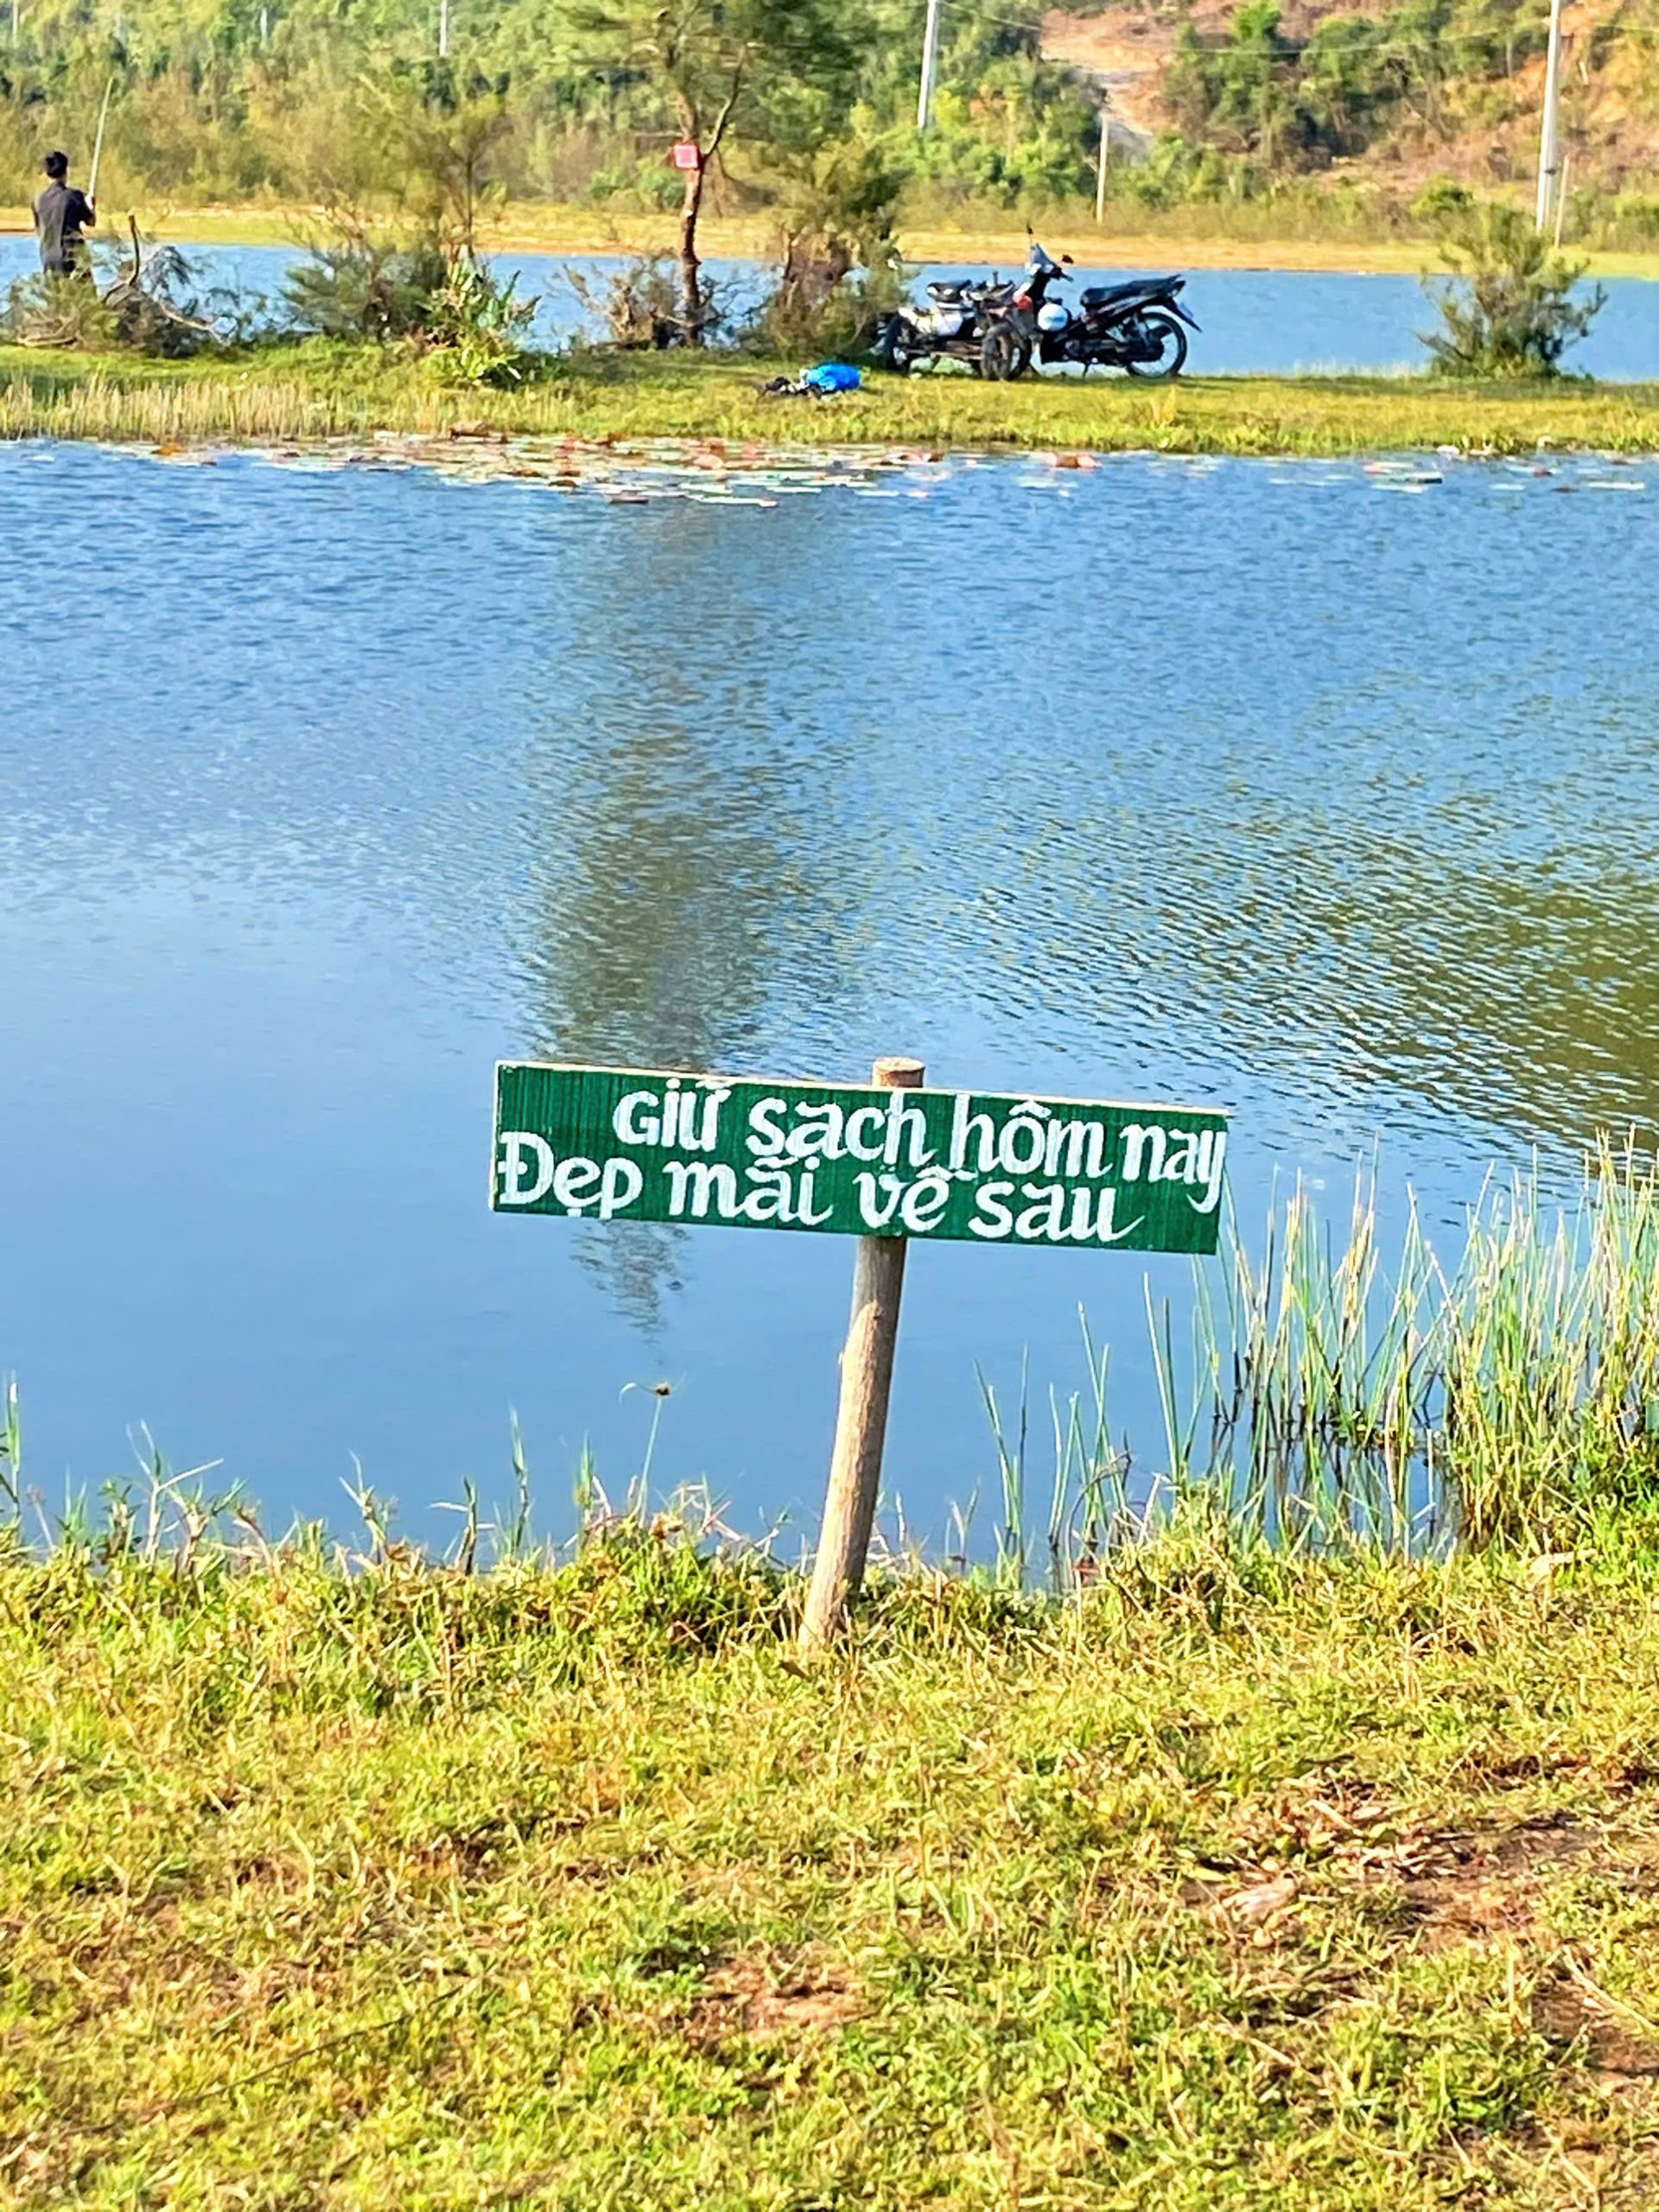 Giữ sạch hôm nay
Đẹp mãi về sau